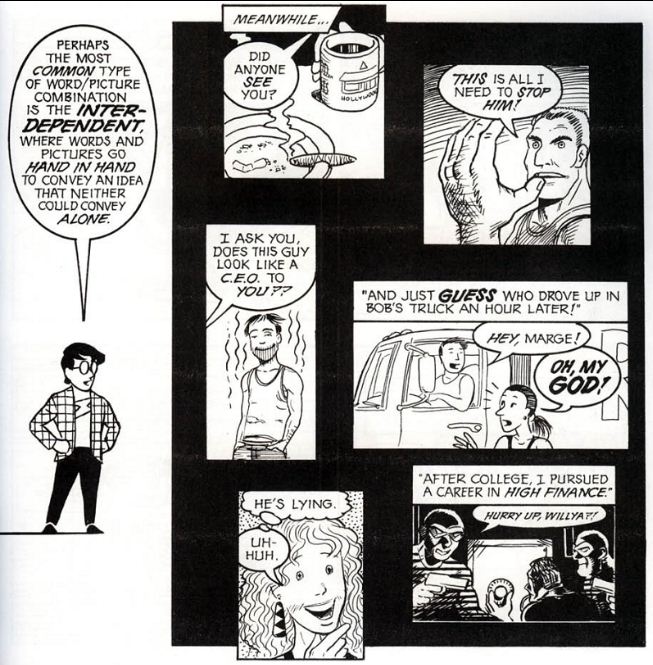 PERHAPS
THE MOST
COMMON TYPE
OF WORD/PICTURE
COMBINATION
IS THE INTER-
DEPENDENT,
WHERE WORDS AND
PICTURES GO
HAND IN HAND
TO CONVEY AN IDEA
THAT NEITHER
COULD CONVEY
ALONE.
MEANWHILE...
DID
ANYONE
SEE
YOU?
HOLLYWOOD
THIS IS ALL I
NEED TO STOP
HIM!
I ASK YOU,
DOES THIS GUY
LOOK LIKE A
C.E.O. TO
YOU??
"AND JUST GUESS WHO DROVE UP IN
BOB'S TRUCK AN HOUR LATER!"
HEY, MARGE!
OH, MY
GOD!
HE'S LYING.
UH-
HUH.
"AFTER COLLEGE, I PURSUED
A CAREER IN HIGH FINANCE."
HURRY UP, WILLYA?!